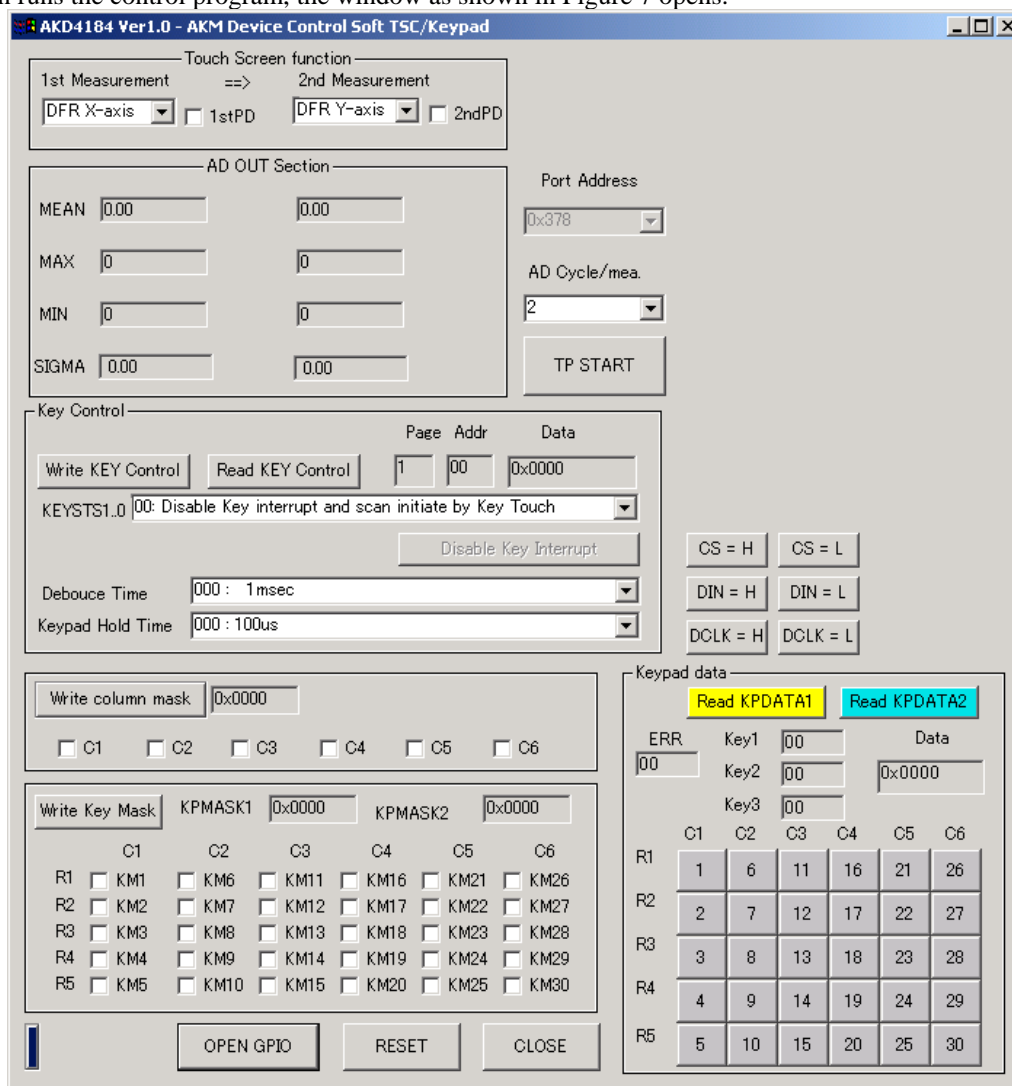 runs the control program, the window as shown in Figure 7 opens.
AKD4184 Ver1.0 - AKM Device Control Soft TSC/Keypad
Touch Screen function
1st Measurement ==> 2nd Measurement
DFR X-axis 1stPD DFR Y-axis 2ndPD
AD OUT Section
MEAN 0.00 0.00
MAX 0 0
MIN 0 0
SIGMA 0.00 0.00
Port Address
0x378
AD Cycle/mea.
2
TP START
Key Control
Page Addr Data
Write KEY Control Read KEY Control 1 00 0x0000
KEYSTS1..0 00: Disable Key interrupt and scan initiate by Key Touch
Disable Key Interrupt
Debouce Time 000 : 1msec
Keypad Hold Time 000 : 100us
CS = H CS = L
DIN = H DIN = L
DCLK = H DCLK = L
Write column mask 0x0000
C1 C2 C3 C4 C5 C6
Write Key Mask KPMASK1 0x0000 KPMASK2 0x0000
C1 C2 C3 C4 C5 C6
R1 KM1 KM6 KM11 KM16 KM21 KM26
R2 KM2 KM7 KM12 KM17 KM22 KM27
R3 KM3 KM8 KM13 KM18 KM23 KM28
R4 KM4 KM9 KM14 KM19 KM24 KM29
R5 KM5 KM10 KM15 KM20 KM25 KM30
OPEN GPIO RESET CLOSE
Keypad data
Read KPDATA1 Read KPDATA2
ERR Key1 00 Data
00 Key2 00 0x0000
Key3 00
C1 C2 C3 C4 C5 C6
R1 1 6 11 16 21 26
R2 2 7 12 17 22 27
R3 3 8 13 18 23 28
R4 4 9 14 19 24 29
R5 5 10 15 20 25 30